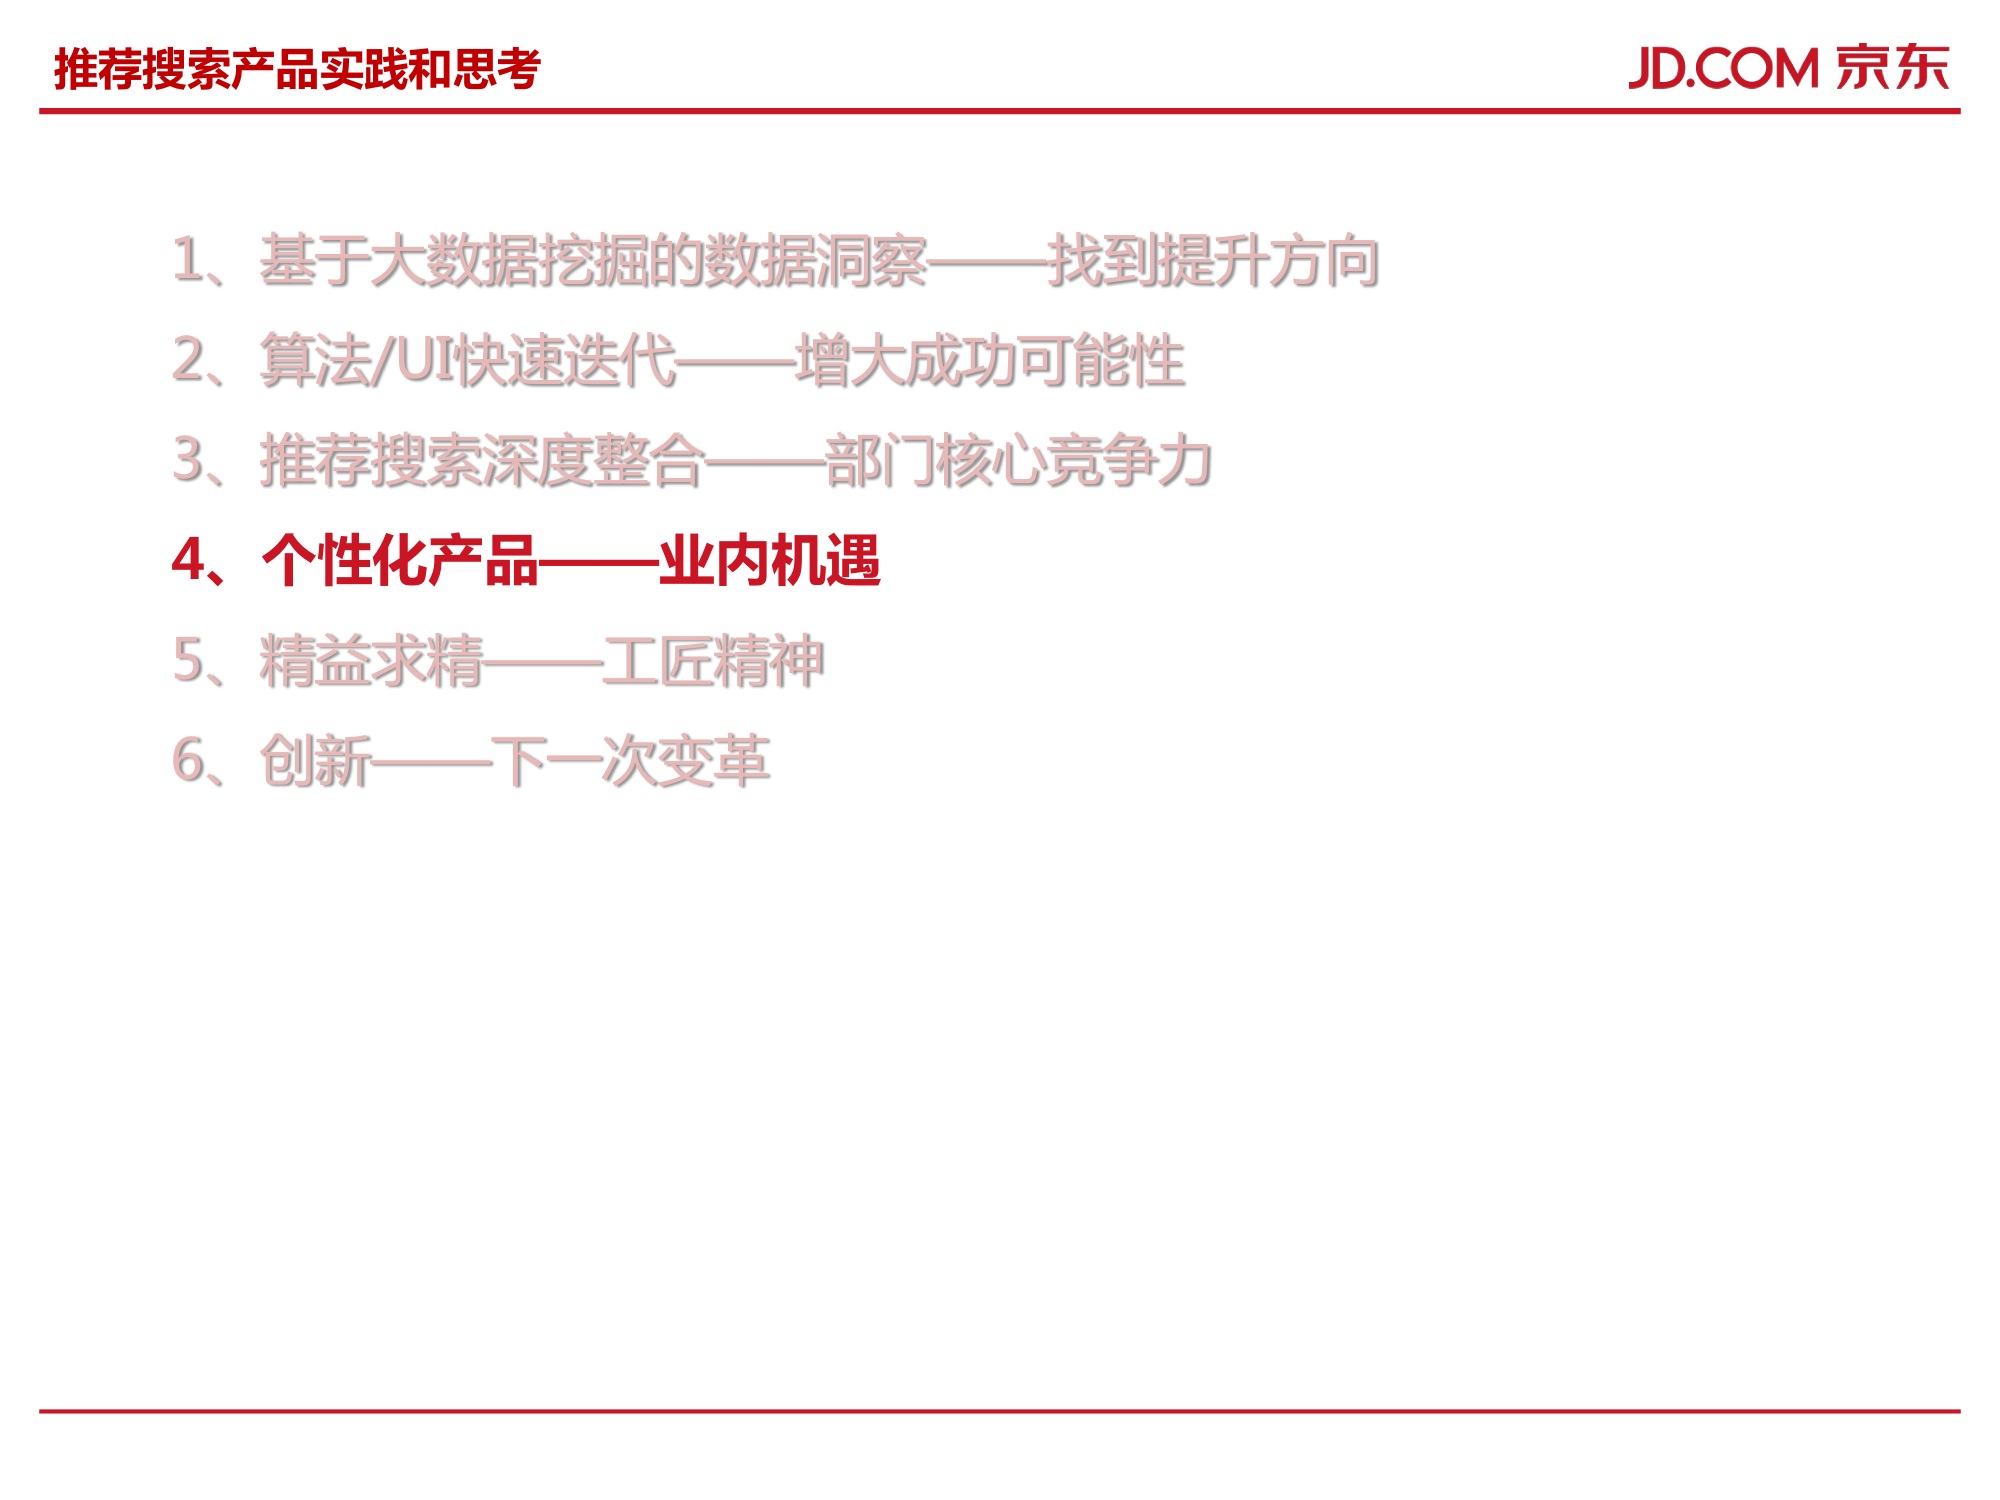 推荐搜索产品实践和思考
JD.COM 京东
1、基于大数据挖掘的数据洞察——找到提升方向
2、算法/UI快速迭代——增大成功可能性
3、推荐搜索深度整合——部门核心竞争力
4、个性化产品——业内机遇
5、精益求精——工匠精神
6、创新——下一次变革